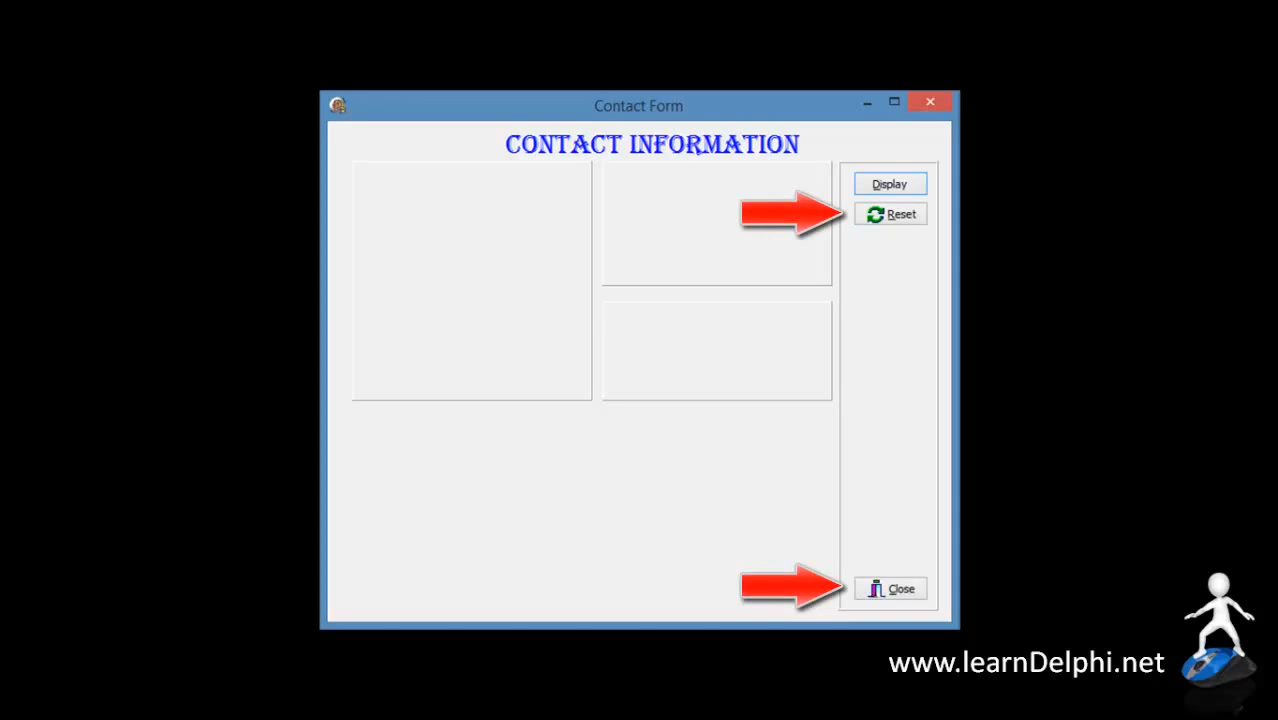 Contact Form
CONTACT INFORMATION
Display
Reset
Close
www.learnDelphi.net